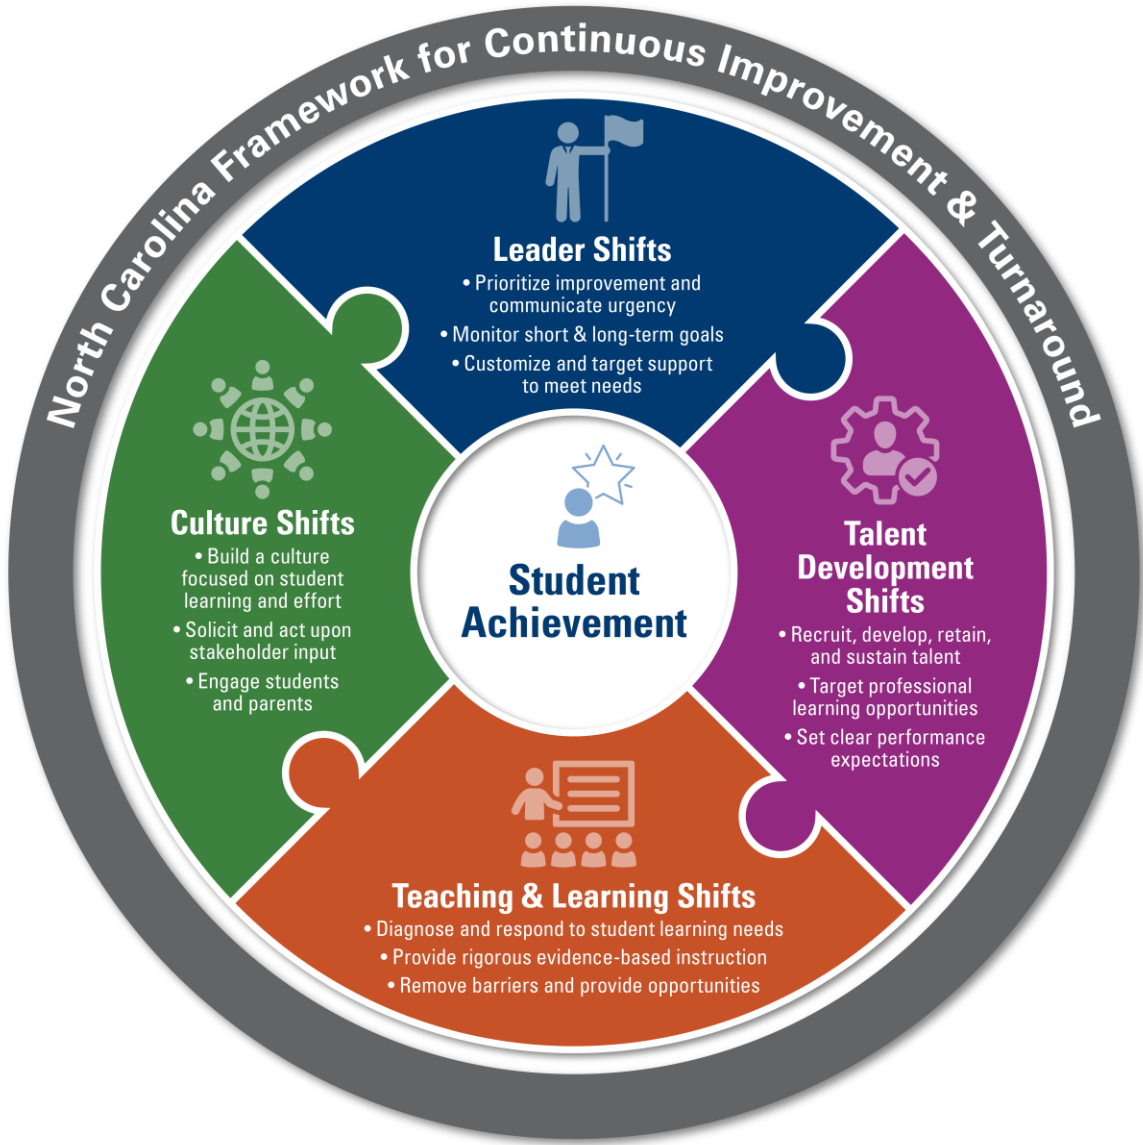 North Carolina Framework for Continuous Improvement & Turnaround
Leader Shifts
• Prioritize improvement and
communicate urgency
• Monitor short & long-term goals
• Customize and target support
to meet needs
Culture Shifts
• Build a culture
focused on student
learning and effort
• Solicit and act upon
stakeholder input
• Engage students
and parents
Student
Achievement
Talent
Development
Shifts
• Recruit, develop, retain,
and sustain talent
• Target professional
learning opportunities
• Set clear performance
expectations
Teaching & Learning Shifts
• Diagnose and respond to student learning needs
• Provide rigorous evidence-based instruction
• Remove barriers and provide opportunities